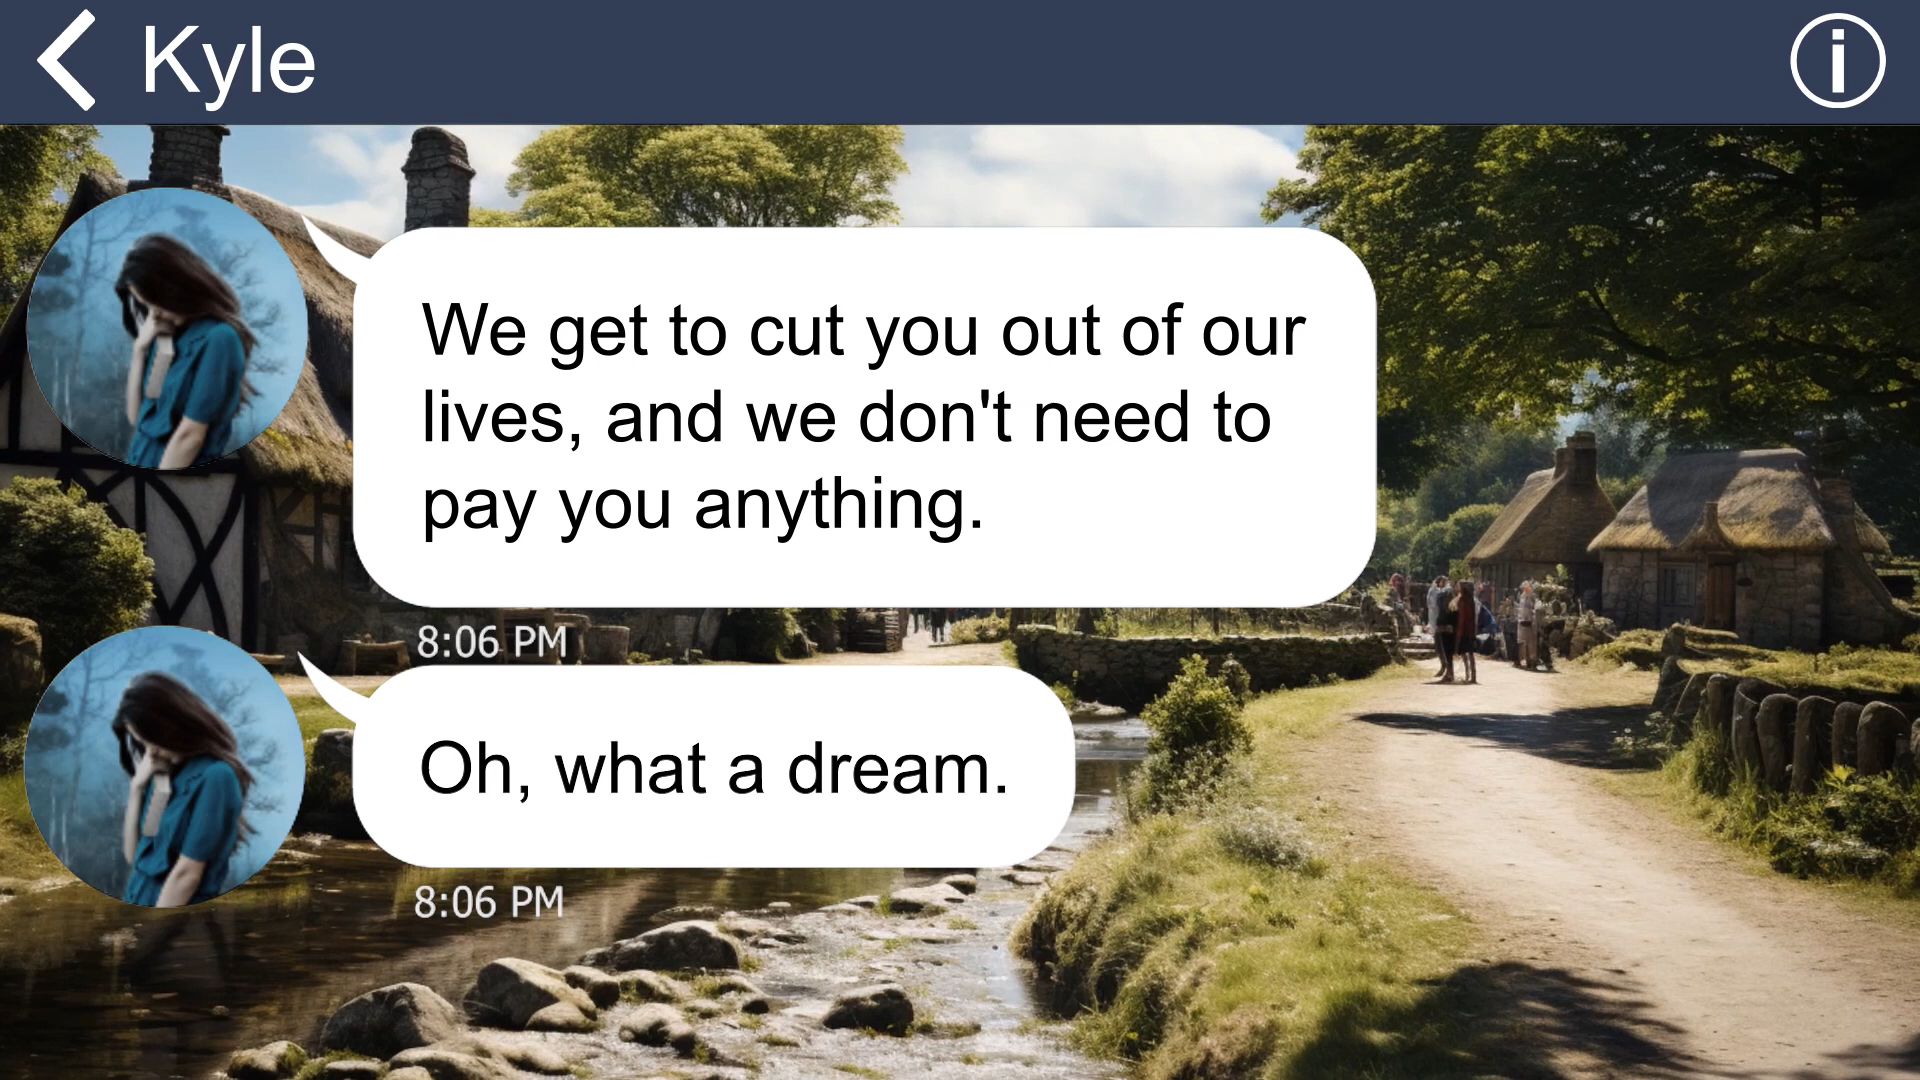 Kyle
We get to cut you out of our
lives, and we don't need to
pay you anything.
8:06 PM
Oh, what a dream.
8:06 PM